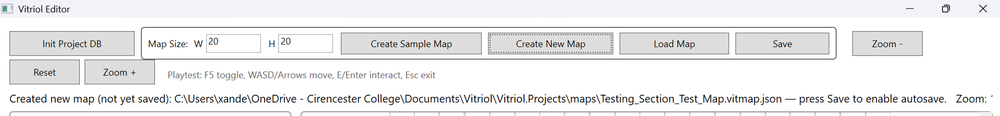 Vitriol Editor
Init Project DB Map Size: W 20 H 20 Create Sample Map Create New Map Load Map Save Zoom -
Reset Zoom + Playtest: F5 toggle, WASD/Arrows move, E/Enter interact, Esc exit
Created new map (not yet saved): C:\Users\xande\OneDrive - Cirencester College\Documents\Vitriol\Vitriol.Projects\maps\Testing_Section_Test_Map.vitmap.json — press Save to enable autosave. Zoom: